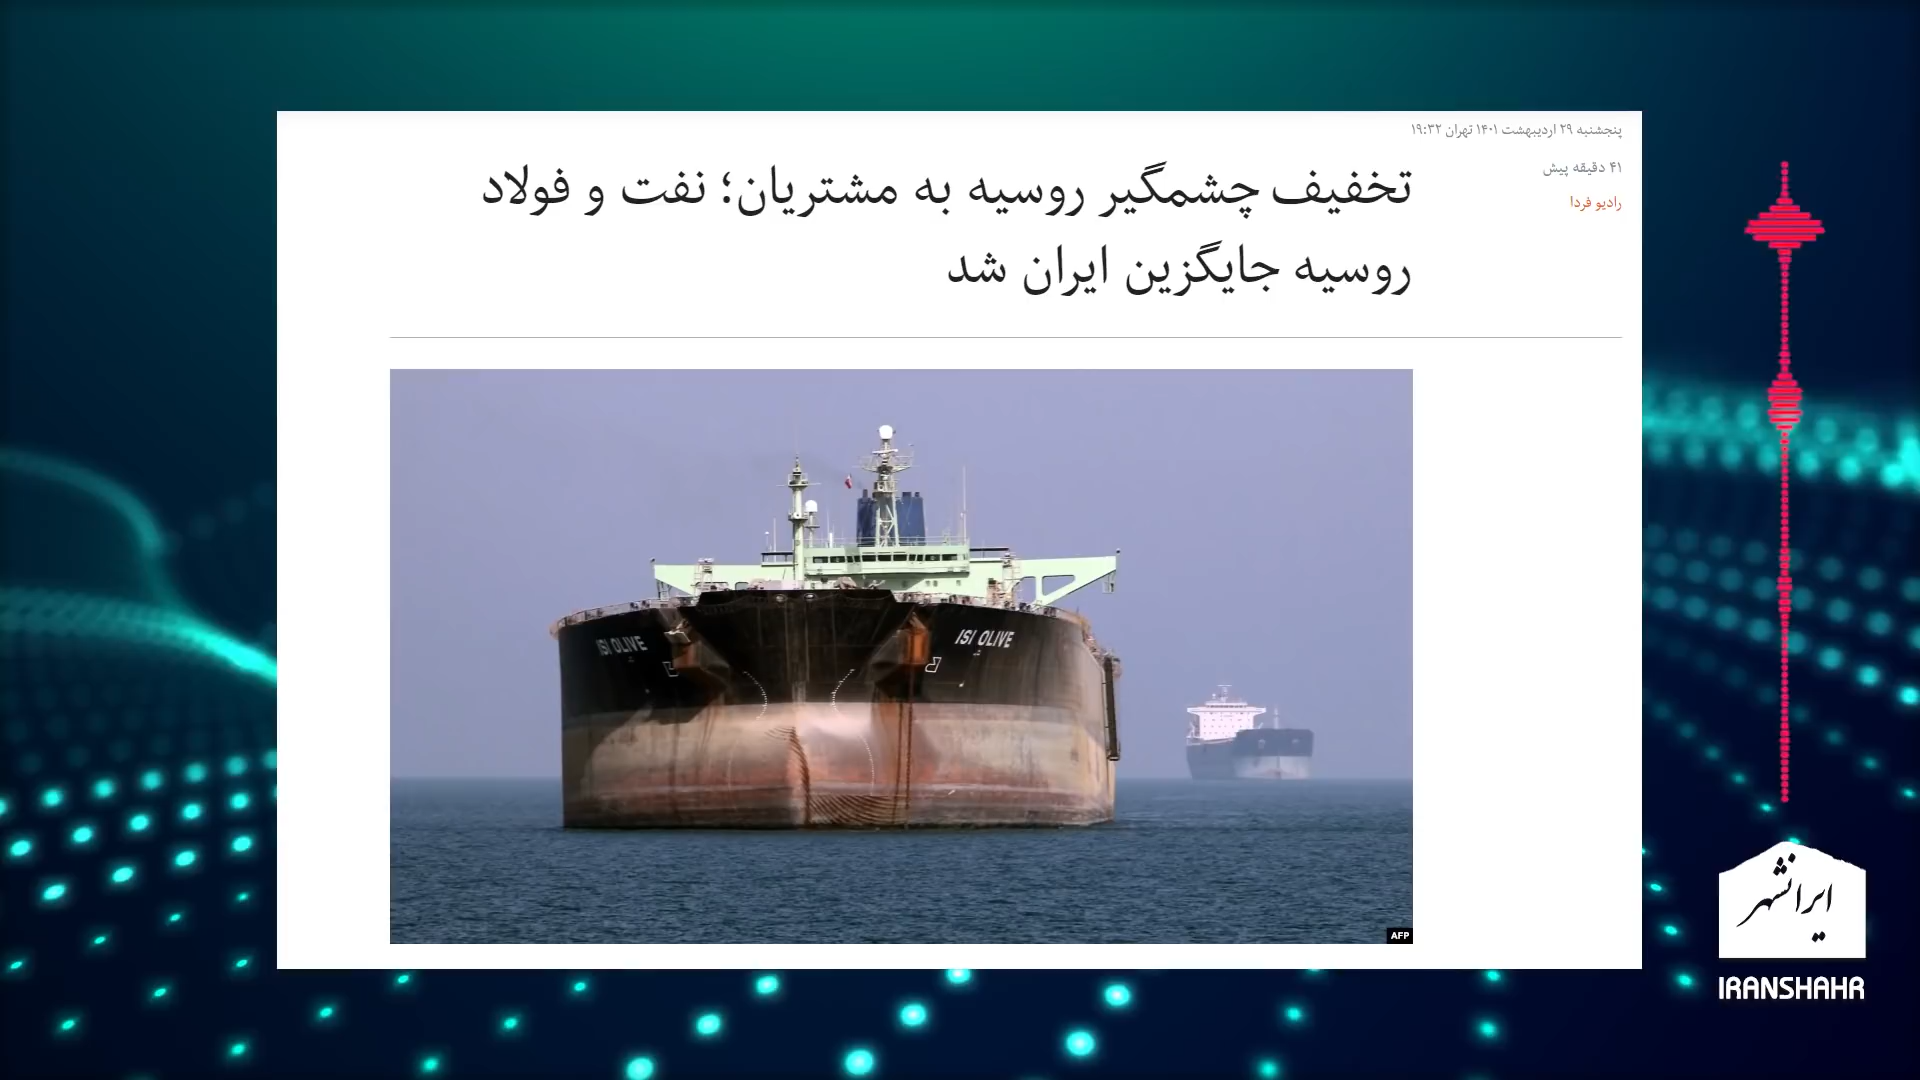 پنجشنبه ۲۹ اردیبهشت ۱۴۰۱ تهران ۱۹:۳۲
۴۱ دقیقه پیش
رادیو فردا
تخفیف چشمگیر روسیه به مشتریان؛ نفت و فولاد
روسیه جایگزین ایران شد
ISI OLIVE
ISI OLIVE
AFP
ایرانشهر
IRANSHAHR